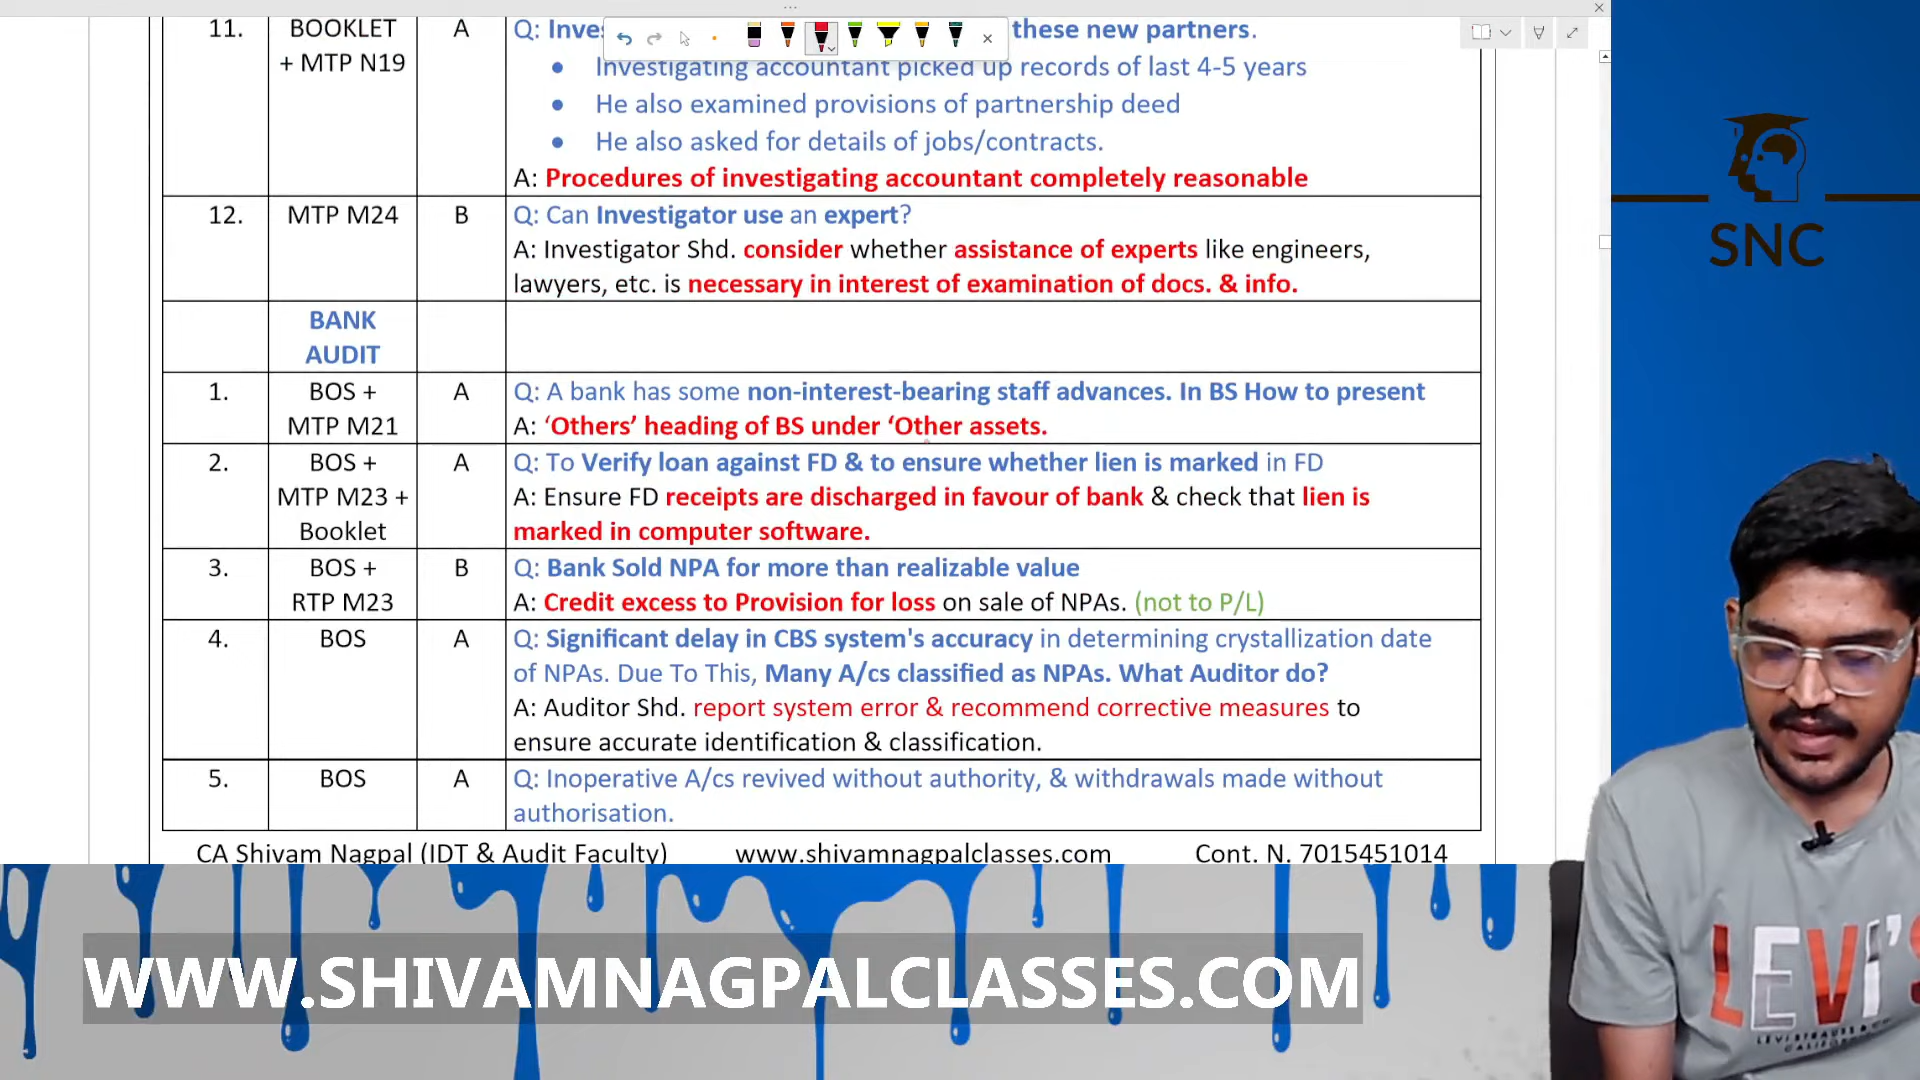 11.
BOOKLET
+ MTP N19
A
Q: Inves
these new partners.
• Investigating accountant picked up records of last 4-5 years
• He also examined provisions of partnership deed
• He also asked for details of jobs/contracts.
A: Procedures of investigating accountant completely reasonable
12.
MTP M24
B
Q: Can Investigator use an expert?
A: Investigator Shd. consider whether assistance of experts like engineers,
lawyers, etc. is necessary in interest of examination of docs. & info.
BANK
AUDIT
1.
BOS +
MTP M21
A
Q: A bank has some non-interest-bearing staff advances. In BS How to present
A: ‘Others’ heading of BS under ‘Other assets.
2.
BOS +
MTP M23 +
Booklet
A
Q: To Verify loan against FD & to ensure whether lien is marked in FD
A: Ensure FD receipts are discharged in favour of bank & check that lien is
marked in computer software.
3.
BOS +
RTP M23
B
Q: Bank Sold NPA for more than realizable value
A: Credit excess to Provision for loss on sale of NPAs. (not to P/L)
4.
BOS
A
Q: Significant delay in CBS system's accuracy in determining crystallization date
of NPAs. Due To This, Many A/cs classified as NPAs. What Auditor do?
A: Auditor Shd. report system error & recommend corrective measures to
ensure accurate identification & classification.
5.
BOS
A
Q: Inoperative A/cs revived without authority, & withdrawals made without
authorisation.
CA Shivam Nagpal (IDT & Audit Faculty)
www.shivamnagpalclasses.com
Cont. N. 7015451014
SNC
WWW.SHIVAMNAGPALCLASSES.COM
LEVI'S